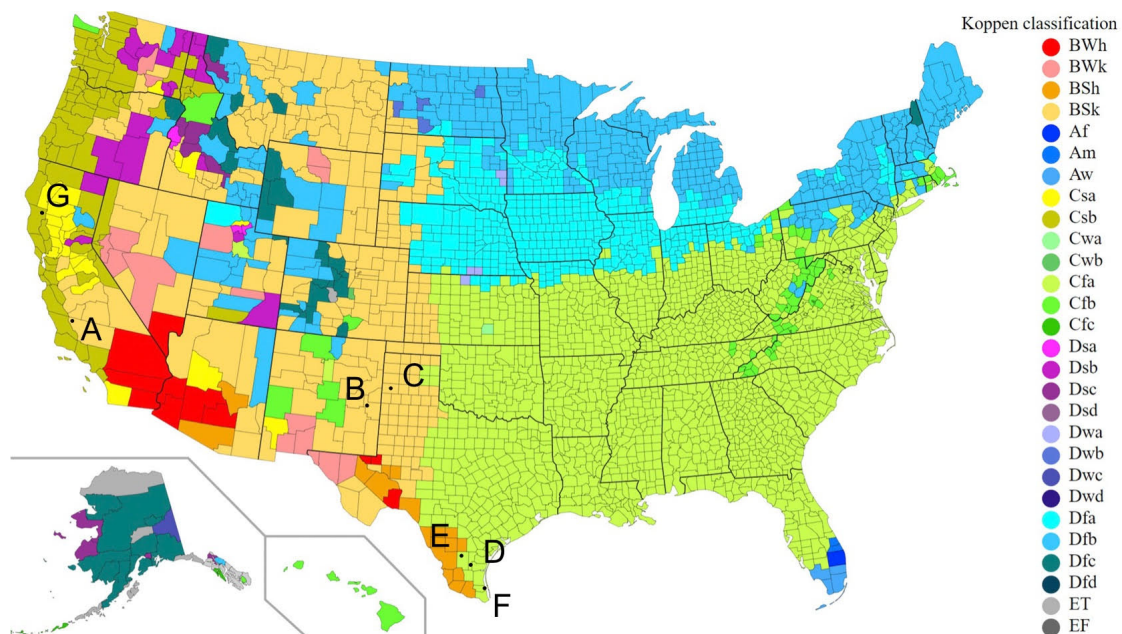 Koppen classification
BWh
BWk
BSh
BSk
Af
Am
Aw
Csa
Csb
Cwa
Cwb
Cfa
Cfb
Cfc
Dsa
Dsb
Dsc
Dsd
Dwa
Dwb
Dwc
Dwd
Dfa
Dfb
Dfc
Dfd
ET
EF
G
A
B
C
E
D
F